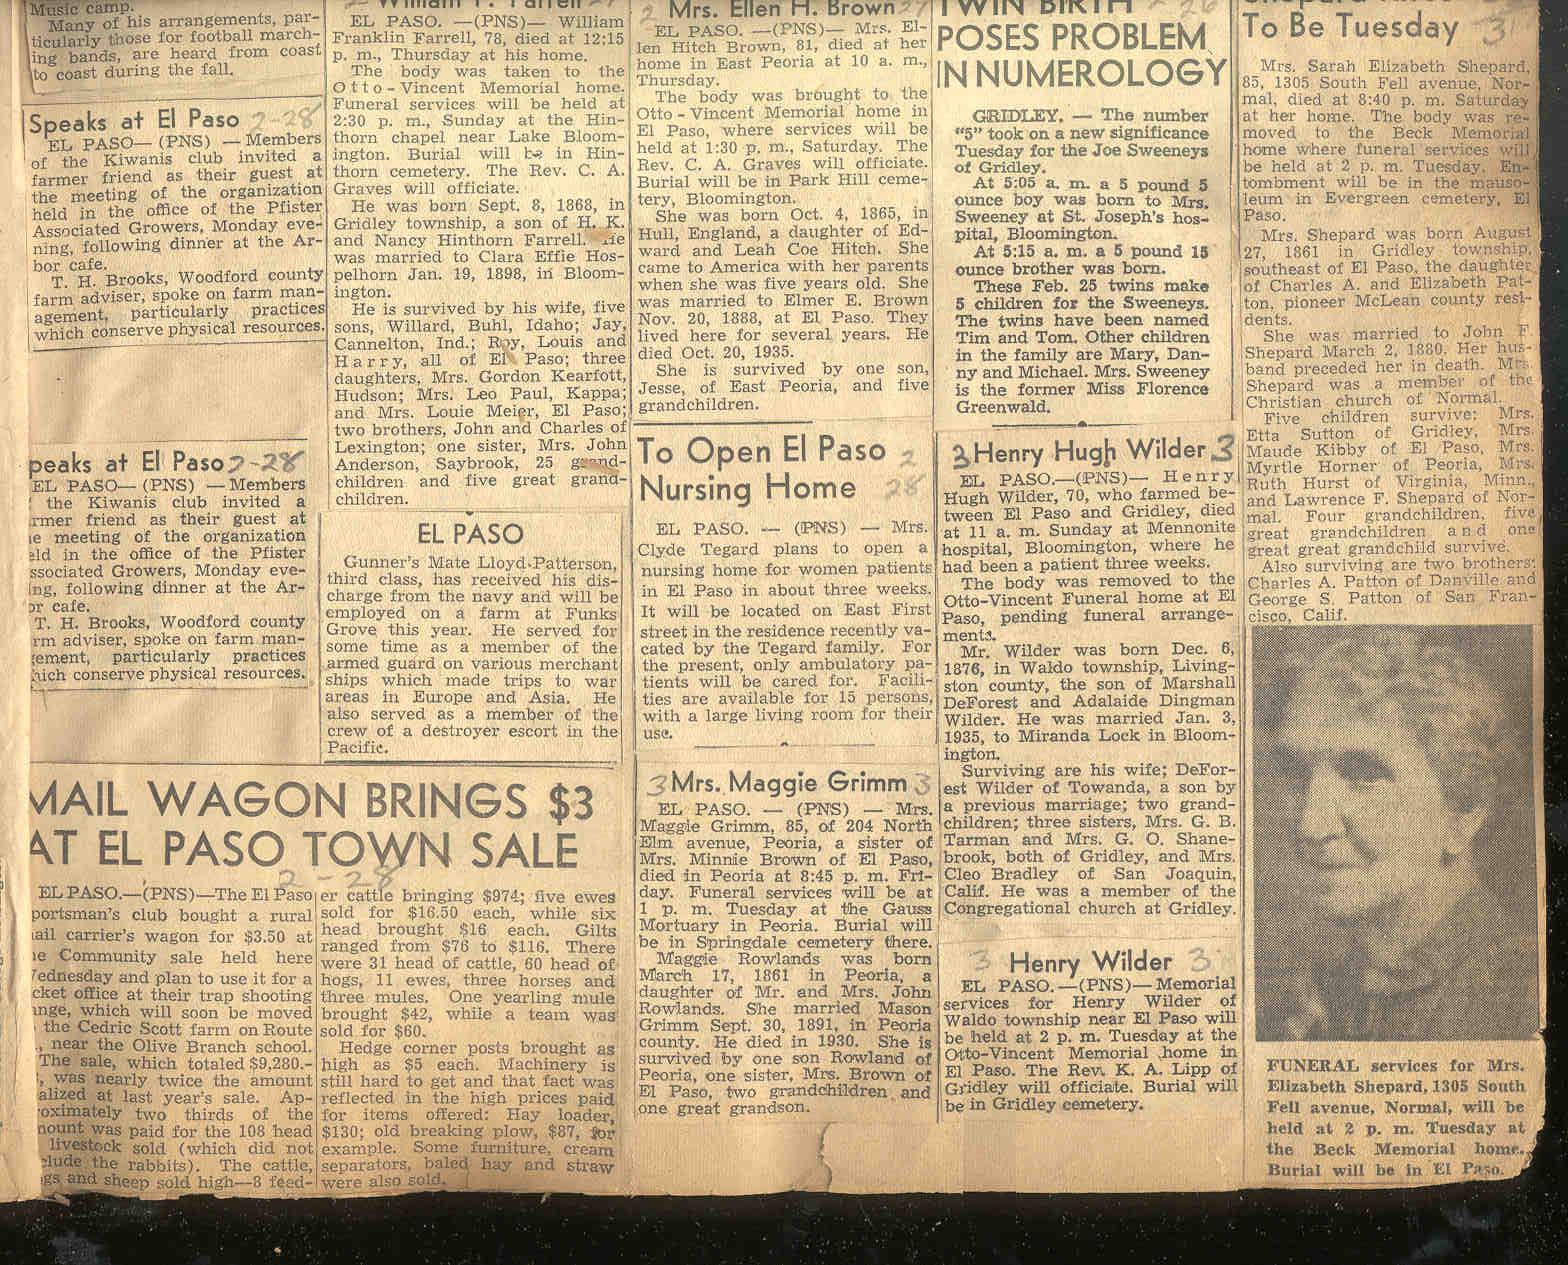 Music camp.
Many of his arrangements, par-
ticularly those for football march-
ing bands, are heard from coast
to coast during the fall.
Speaks at El Paso 2-28
EL PASO— (PNS) — Members
of the Kiwanis club invited a
farmer friend as their guest at
the meeting of the organization
held in the office of the Pfister
Associated Growers, Monday eve-
ning, following dinner at the Ar-
bor cafe.
T. H. Brooks, Woodford county
farm adviser, spoke on farm man-
agement, particularly practices
which conserve physical resources.
peaks at El Paso 2-28
EL PASO— (PNS) — Members
the Kiwanis club invited a
rmer friend as their guest at
e meeting of the organization
eld in the office of the Pfister
ssociated Growers, Monday eve-
ing, following dinner at the Ar-
or cafe.
T. H. Brooks, Woodford county
rm adviser, spoke on farm man-
gement, particularly practices
hich conserve physical resources.
MAIL WAGON BRINGS $3
AT EL PASO TOWN SALE
2-28
EL PASO.—(PNS)—The El Paso
portsman's club bought a rural
ail carrier's wagon for $3.50 at
e Community sale held here
Wednesday and plan to use it for a
cket office at their trap shooting
ange, which will soon be moved
the Cedric Scott farm on Route
, near the Olive Branch school.
The sale, which totaled $9,280.-
, was nearly twice the amount
alized at last year's sale. Ap-
roximately two thirds of the
mount was paid for the 108 head
livestock sold (which did not
clude the rabbits). The cattle,
gs and sheep sold high—8 feed-
er cattle bringing $974; five ewes
sold for $16.50 each, while six
head brought $16 each. Gilts
ranged from $76 to $116. There
were 31 head of cattle, 60 head of
hogs, 11 ewes, three horses and
three mules. One yearling mule
brought $42, while a team was
sold for $60.
Hedge corner posts brought as
high as $5 each. Machinery is
still hard to get and that fact was
reflected in the high prices paid
for items offered: Hay loader,
$130; old breaking plow, $87, for
example. Some furniture, cream
separators, baled hay and straw
were also sold.
William F. Farrell 27
EL PASO. —(PNS)— William
Franklin Farrell, 78, died at 12:15
p. m., Thursday at his home.
The body was taken to the
Otto-Vincent Memorial home.
Funeral services will be held at
2:30 p. m., Sunday at the Hin-
thorn chapel near Lake Bloom-
ington. Burial will be in Hin-
thorn cemetery. The Rev. C. A.
Graves will officiate.
He was born Sept. 8, 1868, in
Gridley township, a son of H. K.
and Nancy Hinthorn Farrell. He
was married to Clara Effie Hos-
pelhorn Jan. 19, 1898, in Bloom-
ington.
He is survived by his wife, five
sons, Willard, Buhl, Idaho; Jay,
Cannelton, Ind.; Roy, Louis and
Harry, all of El Paso; three
daughters, Mrs. Gordon Kearfott,
Hudson; Mrs. Leo Paul, Kappa;
and Mrs. Louie Meier, El Paso;
two brothers, John and Charles of
Lexington; one sister, Mrs. John
Anderson, Saybrook, 25 grand-
children and five great grand-
children.
EL PASO
Gunner's Mate Lloyd Patterson,
third class, has received his dis-
charge from the navy and will be
employed on a farm at Funks
Grove this year. He served for
some time as a member of the
armed guard on various merchant
ships which made trips to war
areas in Europe and Asia. He
also served as a member of the
crew of a destroyer escort in the
Pacific.
2 Mrs. Ellen H. Brown 27
EL PASO. —(PNS)— Mrs. El-
len Hitch Brown, 81, died at her
home in East Peoria at 10 a. m.,
Thursday.
The body was brought to the
Otto-Vincent Memorial home in
El Paso, where services will be
held at 1:30 p. m., Saturday. The
Rev. C. A. Graves will officiate.
Burial will be in Park Hill ceme-
tery, Bloomington.
She was born Oct. 4, 1865, in
Hull, England, a daughter of Ed-
ward and Leah Coe Hitch. She
came to America with her parents
when she was five years old. She
was married to Elmer E. Brown
Nov. 20, 1888, at El Paso. They
lived here for several years. He
died Oct. 20, 1935.
She is survived by one son,
Jesse, of East Peoria, and five
grandchildren.
To Open El Paso 2
Nursing Home 28
EL PASO. — (PNS) — Mrs.
Clyde Tegard plans to open a
nursing home for women patients
in El Paso in about three weeks.
It will be located on East First
street in the residence recently va-
cated by the Tegard family. For
the present, only ambulatory pa-
tients will be cared for. Facili-
ties are available for 15 persons,
with a large living room for their
use.
3 Mrs. Maggie Grimm 3
EL PASO. — (PNS) — Mrs.
Maggie Grimm, 85, of 204 North
Elm avenue, Peoria, a sister of
Mrs. Minnie Brown of El Paso,
died in Peoria at 8:45 p. m. Fri-
day. Funeral services will be at
1 p. m. Tuesday at the Gauss
Mortuary in Peoria. Burial will
be in Springdale cemetery there.
Maggie Rowlands was born
March 17, 1861 in Peoria, a
daughter of Mr. and Mrs. John
Rowlands. She married Mason
Grimm Sept. 30, 1891, in Peoria
county. He died in 1930. She is
survived by one son Rowland of
Peoria, one sister, Mrs. Brown of
El Paso, two grandchildren and
one great grandson.
TWIN BIRTH 2 26
POSES PROBLEM
IN NUMEROLOGY
GRIDLEY. — The number
"5" took on a new significance
Tuesday for the Joe Sweeneys
of Gridley.
At 5:05 a. m. a 5 pound 5
ounce boy was born to Mrs.
Sweeney at St. Joseph's hos-
pital, Bloomington.
At 5:15 a. m. a 5 pound 15
ounce brother was born.
These Feb. 25 twins make
5 children for the Sweeneys.
The twins have been named
Tim and Tom. Other children
in the family are Mary, Dan-
ny and Michael. Mrs. Sweeney
is the former Miss Florence
Greenwald.
3 Henry Hugh Wilder 3
EL PASO.—(PNS)— Henry
Hugh Wilder, 70, who farmed be-
tween El Paso and Gridley, died
at 11 a. m. Sunday at Mennonite
hospital, Bloomington, where he
had been a patient three weeks.
The body was removed to the
Otto-Vincent Funeral home at El
Paso, pending funeral arrange-
ments.
Mr. Wilder was born Dec. 6,
1876, in Waldo township, Living-
ston county, the son of Marshall
DeForest and Adalaide Dingman
Wilder. He was married Jan. 3,
1935, to Miranda Lock in Bloom-
ington.
Surviving are his wife; DeFor-
est Wilder of Towanda, a son by
a previous marriage; two grand-
children; three sisters, Mrs. G. B.
Tarman and Mrs. G. O. Shane-
brook, both of Gridley, and Mrs.
Cleo Bradley of San Joaquin,
Calif. He was a member of the
Congregational church at Gridley.
3 Henry Wilder 3
EL PASO.—(PNS)—Memorial
services for Henry Wilder of
Waldo township near El Paso will
be held at 2 p. m. Tuesday at the
Otto-Vincent Memorial home in
El Paso. The Rev. K. A. Lipp of
Gridley will officiate. Burial will
be in Gridley cemetery.
To Be Tuesday 31
Mrs. Sarah Elizabeth Shepard,
85, 1305 South Fell avenue, Nor-
mal, died at 8:40 p. m. Saturday
at her home. The body was re-
moved to the Beck Memorial
home where funeral services will
be held at 2 p. m. Tuesday. En-
tombment will be in the mauso-
leum in Evergreen cemetery, El
Paso.
Mrs. Shepard was born August
27, 1861 in Gridley township,
southeast of El Paso, the daughter
of Charles A. and Elizabeth Pat-
ton, pioneer McLean county resi-
dents.
She was married to John F.
Shepard March 2, 1880. Her hus-
band preceded her in death. Mrs.
Shepard was a member of the
Christian church of Normal.
Five children survive: Mrs.
Etta Sutton of Gridley, Mrs.
Maude Kibby of El Paso, Mrs.
Myrtle Horner of Peoria, Mrs.
Ruth Hurst of Virginia, Minn.,
and Lawrence F. Shepard of Nor-
mal. Four grandchildren, five
great grandchildren and one
great great grandchild survive.
Also surviving are two brothers:
Charles A. Patton of Danville and
George S. Patton of San Fran-
cisco, Calif.
FUNERAL services for Mrs.
Elizabeth Shepard, 1305 South
Fell avenue, Normal, will be
held at 2 p. m. Tuesday at
the Beck Memorial home.
Burial will be in El Paso.